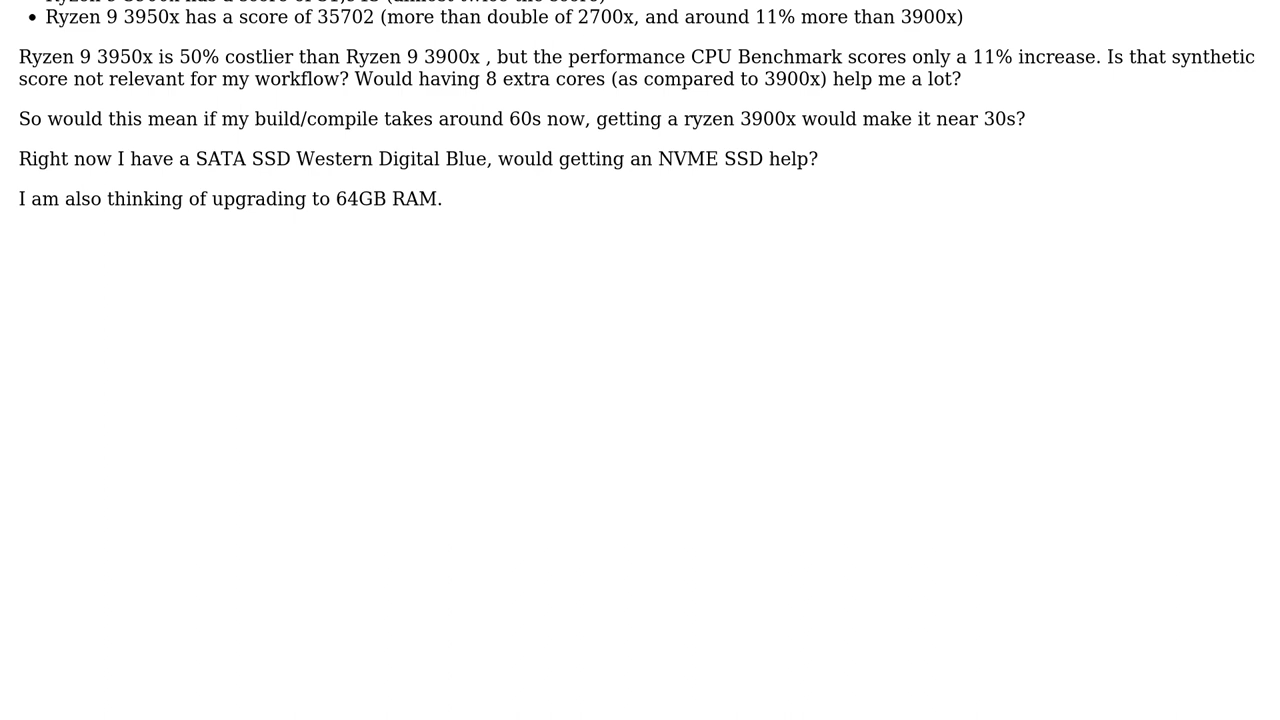 Ryzen 9 3950x has a score of 35702 (more than double of 2700x, and around 11% more than 3900x)
Ryzen 9 3950x is 50% costlier than Ryzen 9 3900x , but the performance CPU Benchmark scores only a 11% increase. Is that synthetic
score not relevant for my workflow? Would having 8 extra cores (as compared to 3900x) help me a lot?
So would this mean if my build/compile takes around 60s now, getting a ryzen 3900x would make it near 30s?
Right now I have a SATA SSD Western Digital Blue, would getting an NVME SSD help?
I am also thinking of upgrading to 64GB RAM.